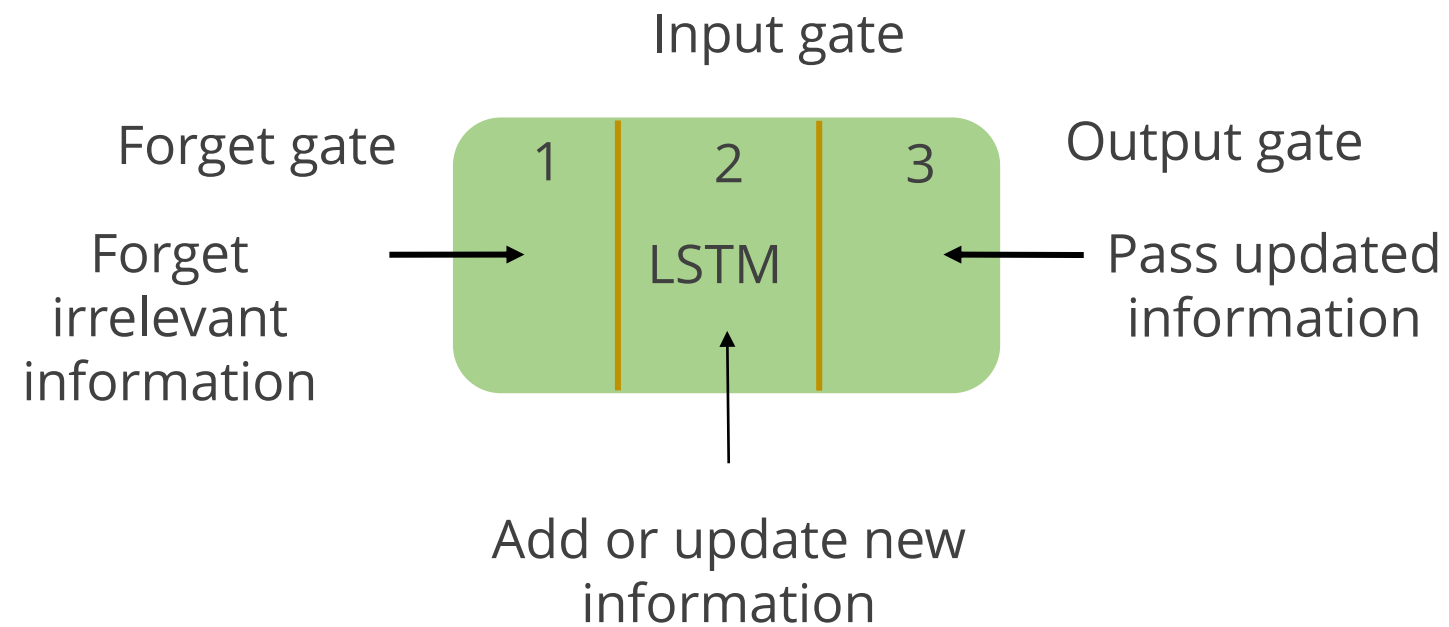 Input gate
Forget gate
1
2
3
Output gate
Forget
irrelevant
information
LSTM
Pass updated
information
Add or update new
information